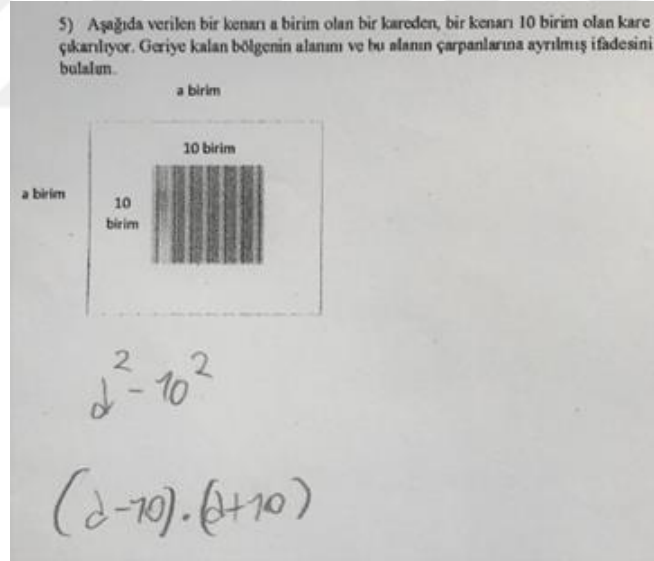 5) Aşağıda verilen bir kenarı a birim olan bir kareden, bir kenarı 10 birim olan kare
çıkarılıyor. Geriye kalan bölgenin alanını ve bu alanın çarpanlarına ayrılmış ifadesini
bulalım.
a birim
10 birim
a birim
10
birim
a² - 10²
(a-10).(a+10)